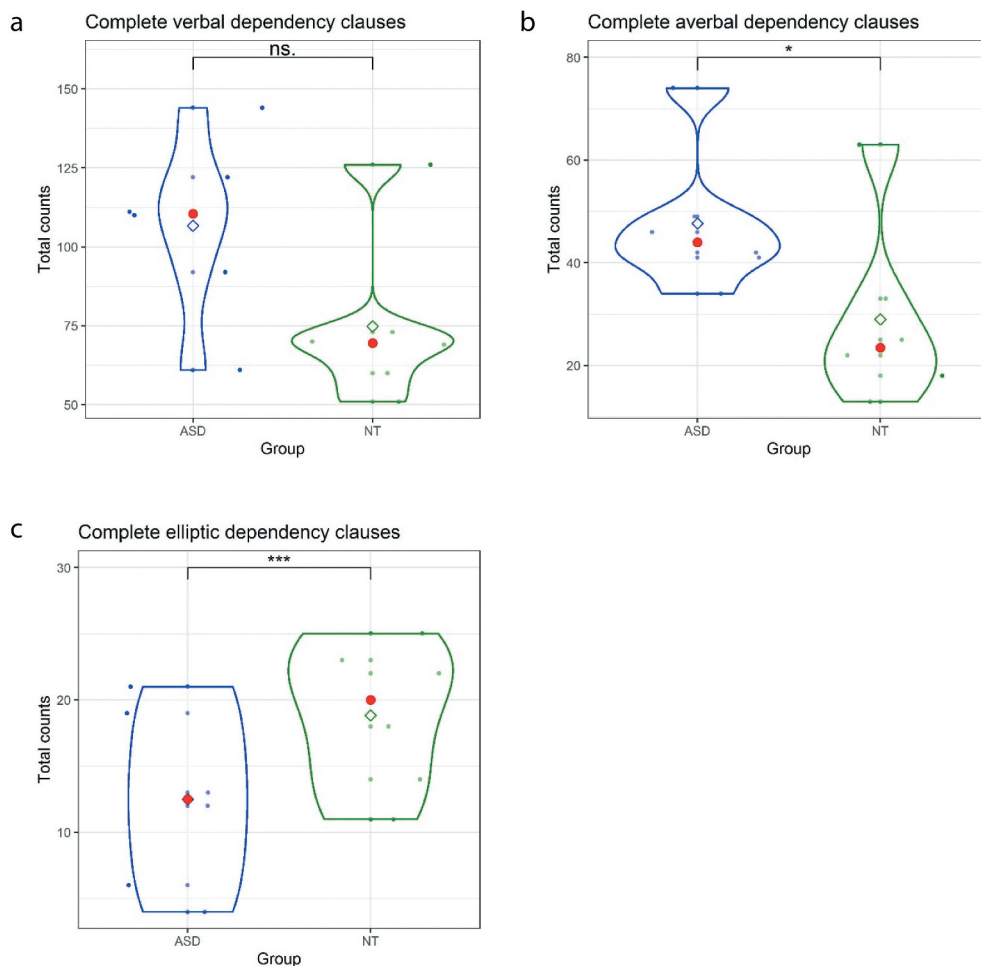 a
Complete verbal dependency clauses
ns.
150
125
100
75
50
Total counts
ASD
NT
Group
b
Complete averbal dependency clauses
*
80
60
40
20
Total counts
ASD
NT
Group
c
Complete elliptic dependency clauses
***
30
20
10
Total counts
ASD
NT
Group